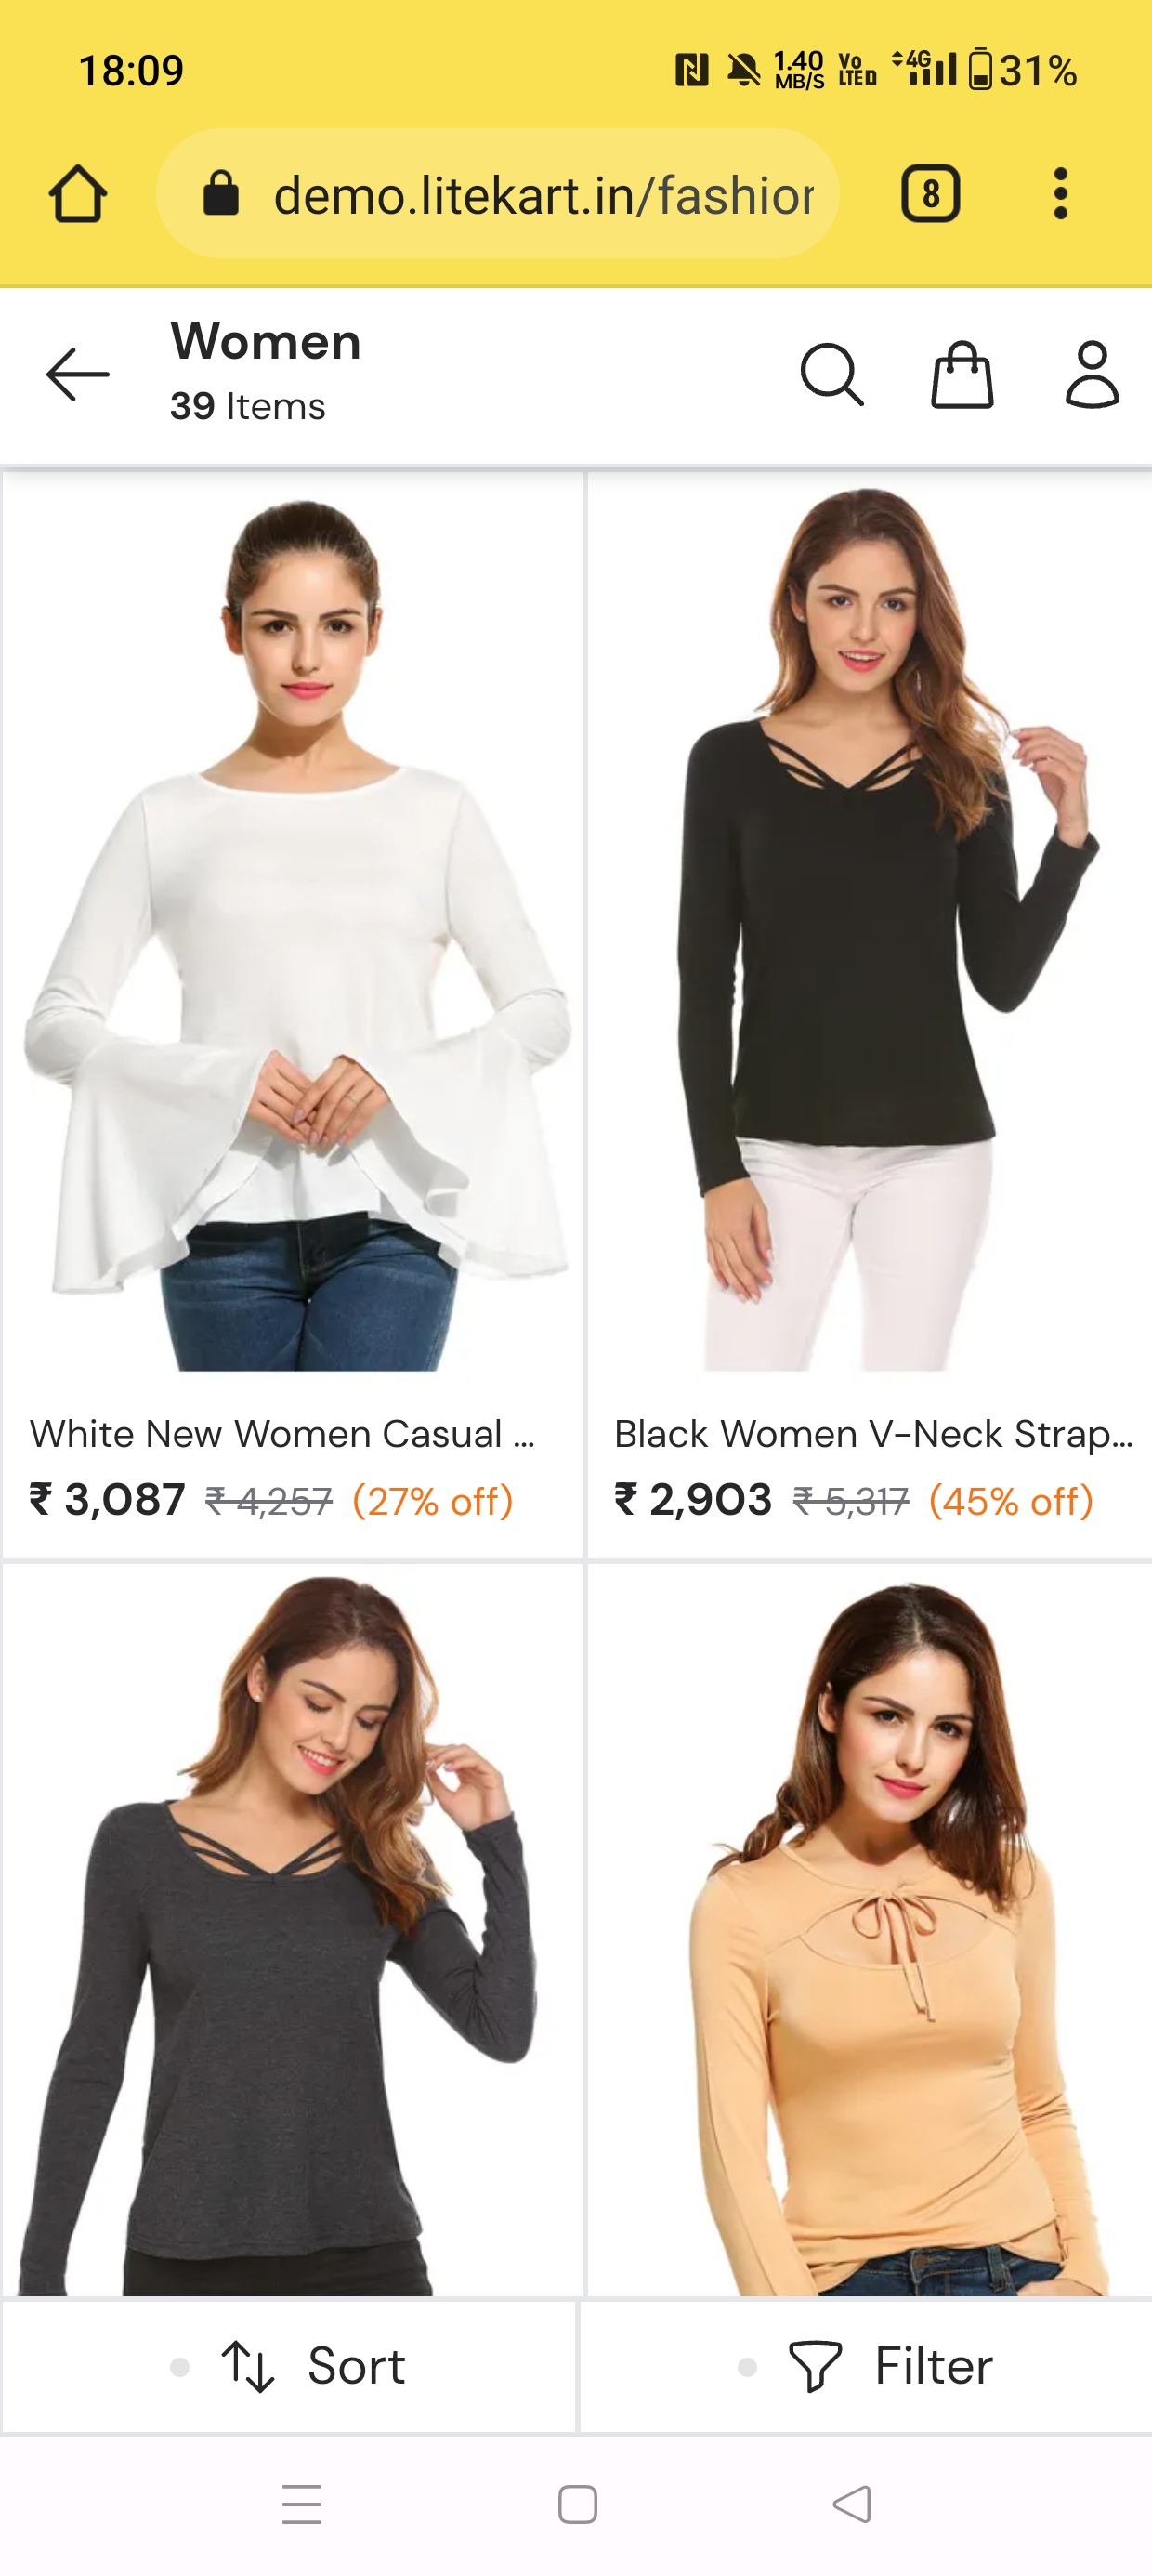 18:09
1.40
MB/S
Vo
LTE
4G
31%
demo.litekart.in/fashion
8
Women
39 Items
White New Women Casual ...
₹ 3,087 ₹ 4,257 (27% off)
Black Women V-Neck Strap...
₹ 2,903 ₹ 5,317 (45% off)
Sort
Filter